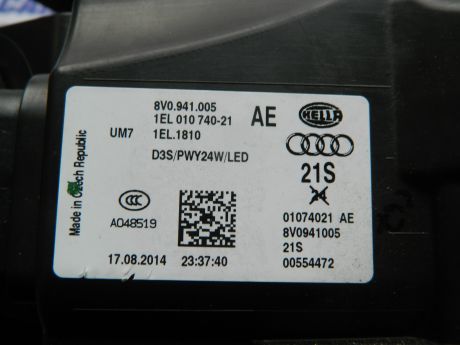 8V0.941.005
1EL 010 740-21
AE
HELLA
UM7
1EL.1810
D3S/PWY24W/LED
21S
Made in Czech Republic
CCC
A048519
01074021 AE
8V0941005
21S
00554472
17.08.2014
23:37:40